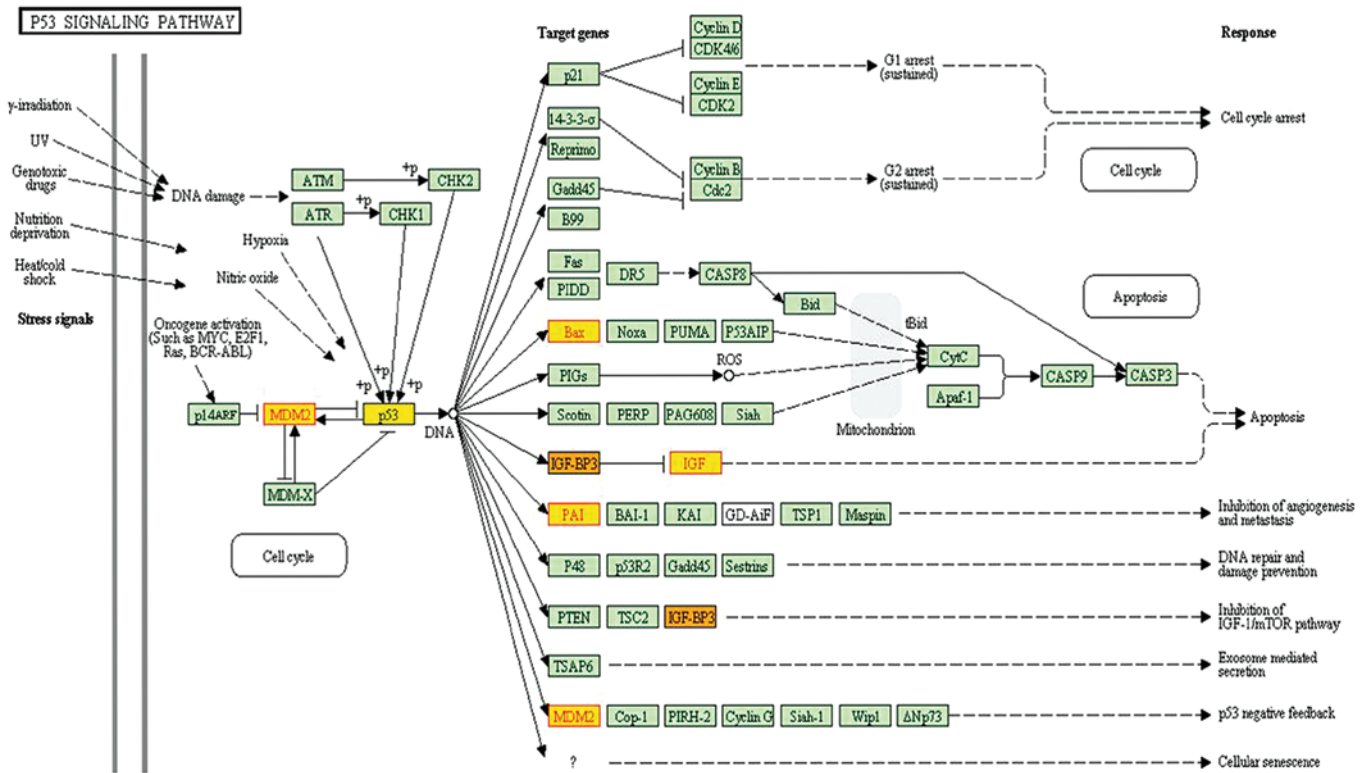 P53 SIGNALING PATHWAY
Target genes
Response
γ-irradiation
UV
Genotoxic
drugs
Nutrition
deprivation
Heat/cold
shock
Stress signals
DNA damage
ATM
+p
CHK2
ATR
+p
CHK1
Hypoxia
Nitric oxide
Oncogene activation
(Such as MYC, E2F1,
Ras, BCR-ABL)
+p
+p
+p
p14ARF
MDM2
p53
DNA
MDM-X
Cell cycle
p21
Cyclin D
CDK4/6
Cyclin E
CDK2
G1 arrest
(sustained)
Cell cycle arrest
14-3-3-σ
Reprimo
Gadd45
B99
Cyclin B
Cdc2
G2 arrest
(sustained)
Cell cycle
Fas
PIDD
DR5
CASP8
Bid
tBid
Apoptosis
Bax
Noxa
PUMA
P53AIP
CytC
PIGs
ROS
Apaf-1
CASP9
CASP3
Scotin
PERP
PAG608
Siah
Mitochondrion
Apoptosis
IGF-BP3
IGF
PAI
BAI-1
KAI
GD-AiF
TSP1
Maspin
Inhibition of angiogenesis
and metastasis
P48
p53R2
Gadd45
Sestrins
DNA repair and
damage prevention
PTEN
TSC2
IGF-BP3
Inhibition of
IGF-1/mTOR pathway
TSAP6
Exosome mediated
secretion
MDM2
Cop-1
PIRH-2
Cyclin G
Siah-1
Wip1
ΔNp73
p53 negative feedback
?
Cellular senescence